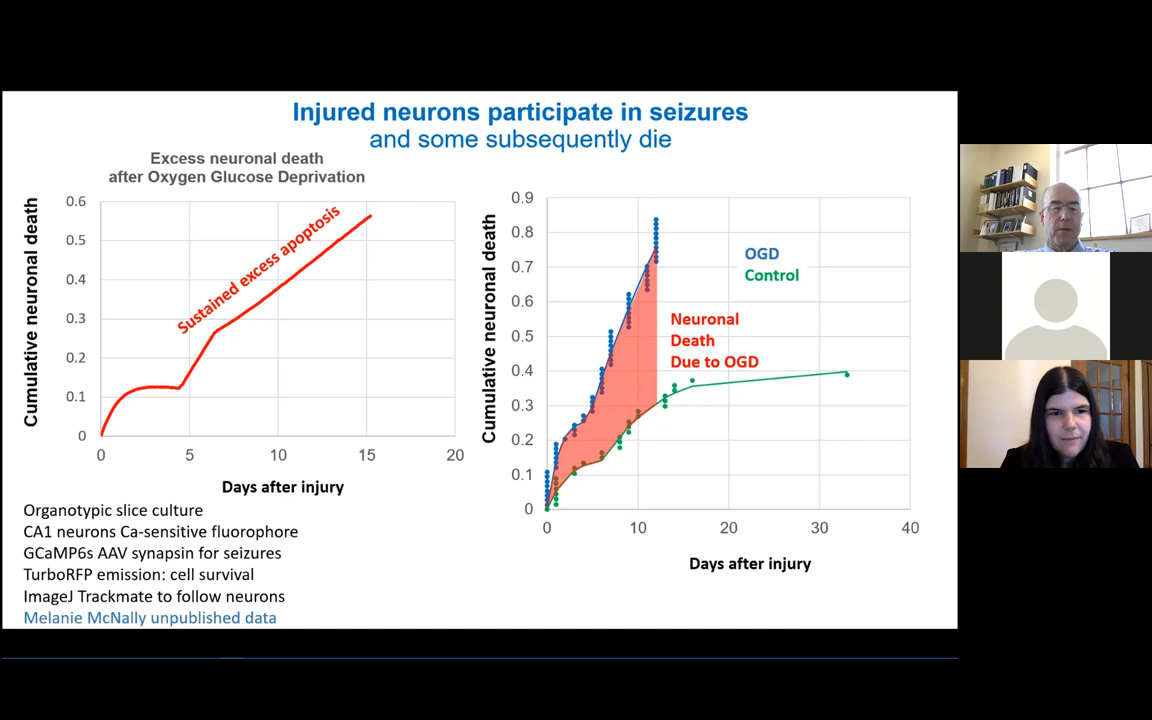 Injured neurons participate in seizures
and some subsequently die
Excess neuronal death
after Oxygen Glucose Deprivation
Cumulative neuronal death
0.6
0.5
0.4
0.3
0.2
0.1
0
Sustained excess apoptosis
0
5
10
15
20
Days after injury
Cumulative neuronal death
0.9
0.8
0.7
0.6
0.5
0.4
0.3
0.2
0.1
0
OGD
Control
Neuronal
Death
Due to OGD
0
10
20
30
40
Days after injury
Organotypic slice culture
CA1 neurons Ca-sensitive fluorophore
GCaMP6s AAV synapsin for seizures
TurboRFP emission: cell survival
ImageJ Trackmate to follow neurons
Melanie McNally unpublished data